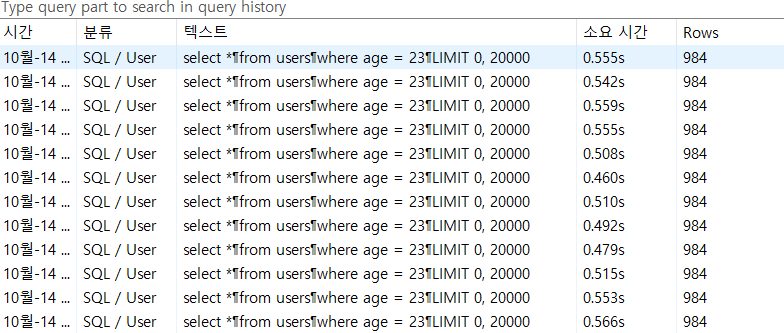 Type query part to search in query history
시간 분류 텍스트 소요 시간 Rows
10월-14 ... SQL / User select *¶from users¶where age = 23¶LIMIT 0, 20000 0.555s 984
10월-14 ... SQL / User select *¶from users¶where age = 23¶LIMIT 0, 20000 0.542s 984
10월-14 ... SQL / User select *¶from users¶where age = 23¶LIMIT 0, 20000 0.559s 984
10월-14 ... SQL / User select *¶from users¶where age = 23¶LIMIT 0, 20000 0.555s 984
10월-14 ... SQL / User select *¶from users¶where age = 23¶LIMIT 0, 20000 0.508s 984
10월-14 ... SQL / User select *¶from users¶where age = 23¶LIMIT 0, 20000 0.460s 984
10월-14 ... SQL / User select *¶from users¶where age = 23¶LIMIT 0, 20000 0.510s 984
10월-14 ... SQL / User select *¶from users¶where age = 23¶LIMIT 0, 20000 0.492s 984
10월-14 ... SQL / User select *¶from users¶where age = 23¶LIMIT 0, 20000 0.479s 984
10월-14 ... SQL / User select *¶from users¶where age = 23¶LIMIT 0, 20000 0.515s 984
10월-14 ... SQL / User select *¶from users¶where age = 23¶LIMIT 0, 20000 0.553s 984
10월-14 ... SQL / User select *¶from users¶where age = 23¶LIMIT 0, 20000 0.566s 984